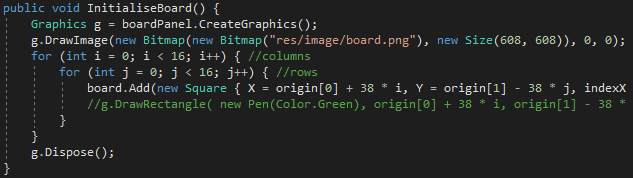 public void InitialiseBoard() {
Graphics g = boardPanel.CreateGraphics();
g.DrawImage(new Bitmap(new Bitmap("res/image/board.png"), new Size(608, 608)), 0, 0);
for (int i = 0; i < 16; i++) { //columns
for (int j = 0; j < 16; j++) { //rows
board.Add(new Square { X = origin[0] + 38 * i, Y = origin[1] - 38 * j, indexX
//g.DrawRectangle( new Pen(Color.Green), origin[0] + 38 * i, origin[1] - 38 *
}
}
g.Dispose();
}